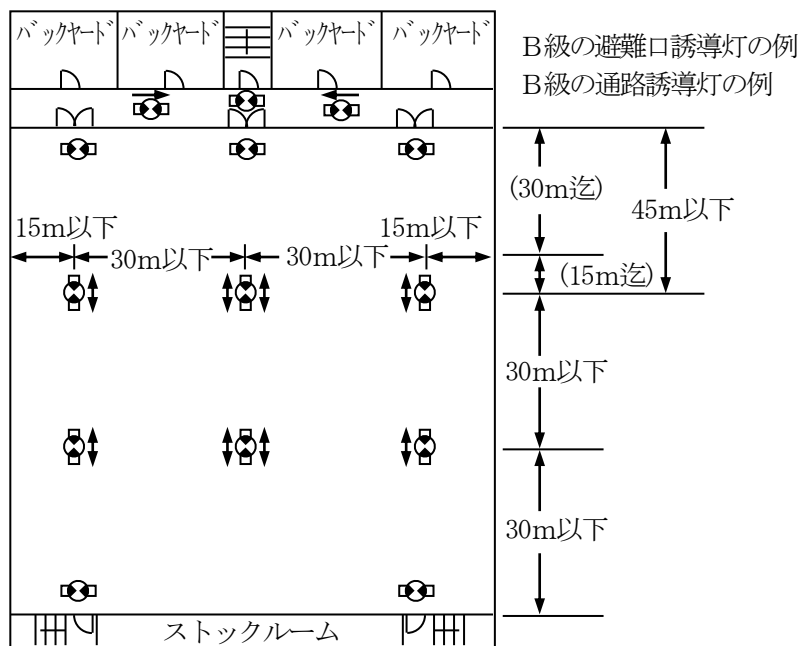 バックヤード バックヤード バックヤード バックヤード
B級の避難口誘導灯の例
B級の通路誘導灯の例
(30m迄)
45m以下
15m以下 30m以下 30m以下 15m以下
(15m迄)
30m以下
30m以下
ストックルーム